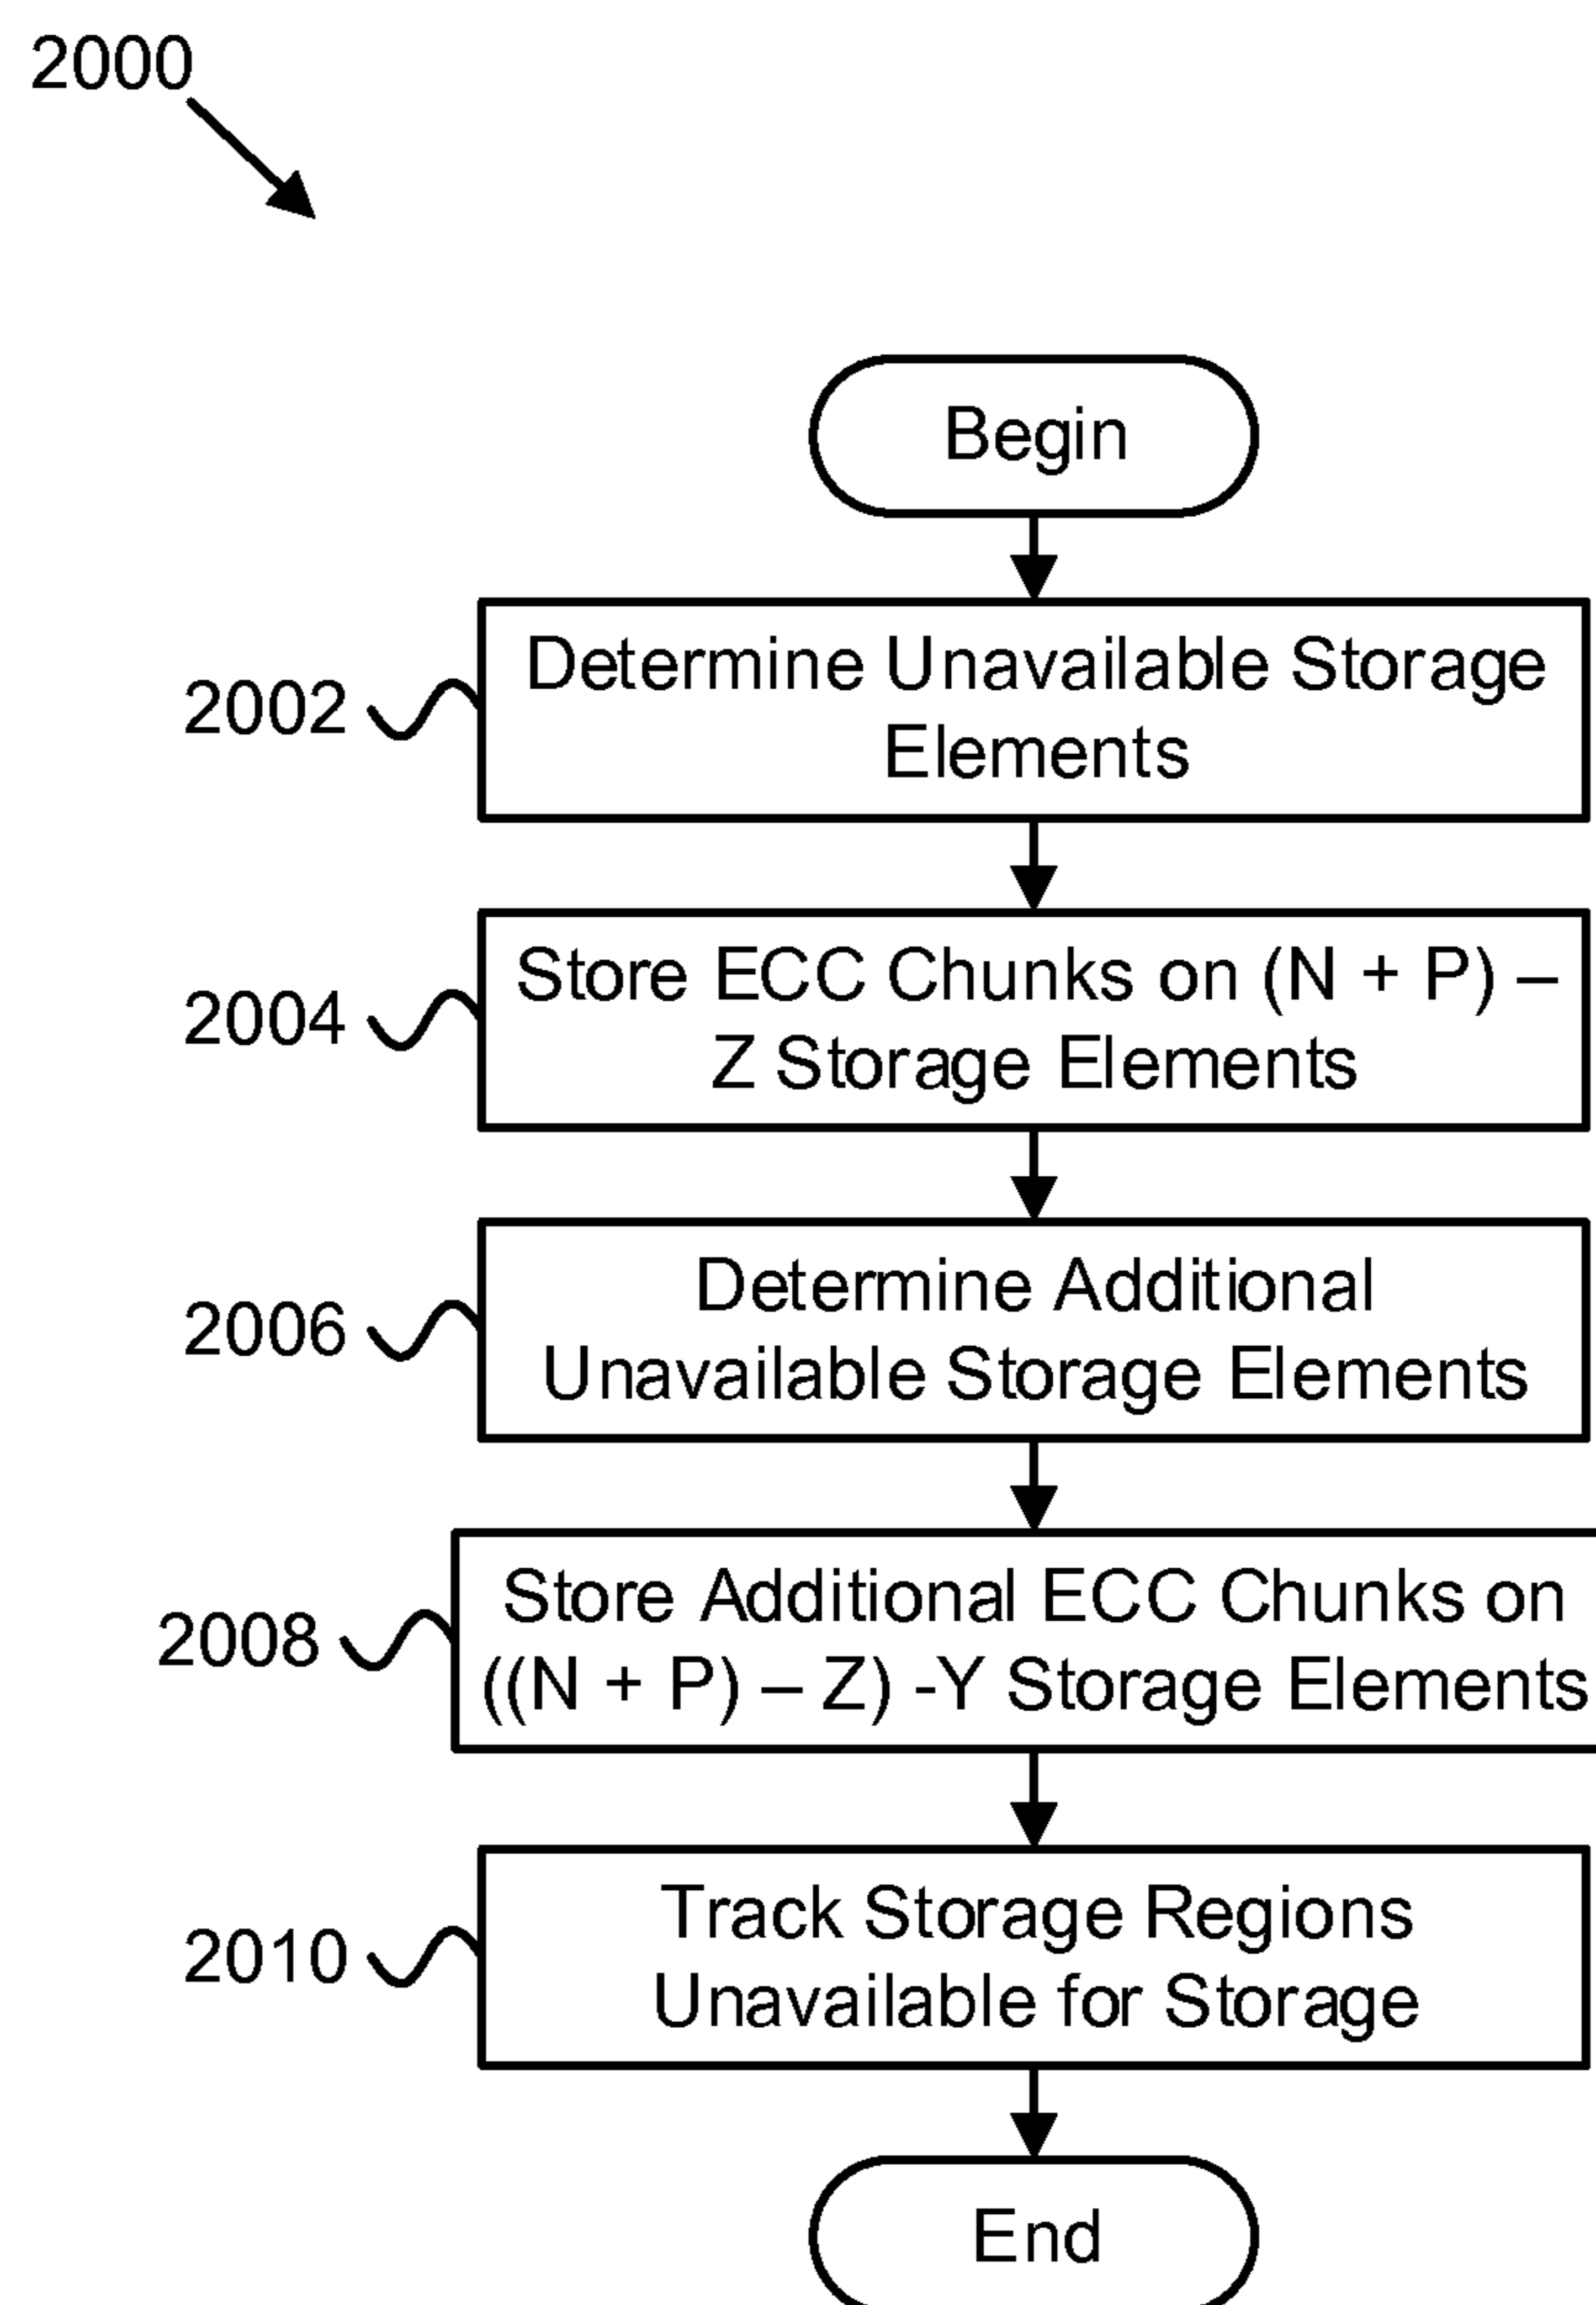 2000
Begin
2002
Determine Unavailable Storage
Elements
2004
Store ECC Chunks on (N + P) –
Z Storage Elements
2006
Determine Additional
Unavailable Storage Elements
2008
Store Additional ECC Chunks on
((N + P) – Z) -Y Storage Elements
2010
Track Storage Regions
Unavailable for Storage
End